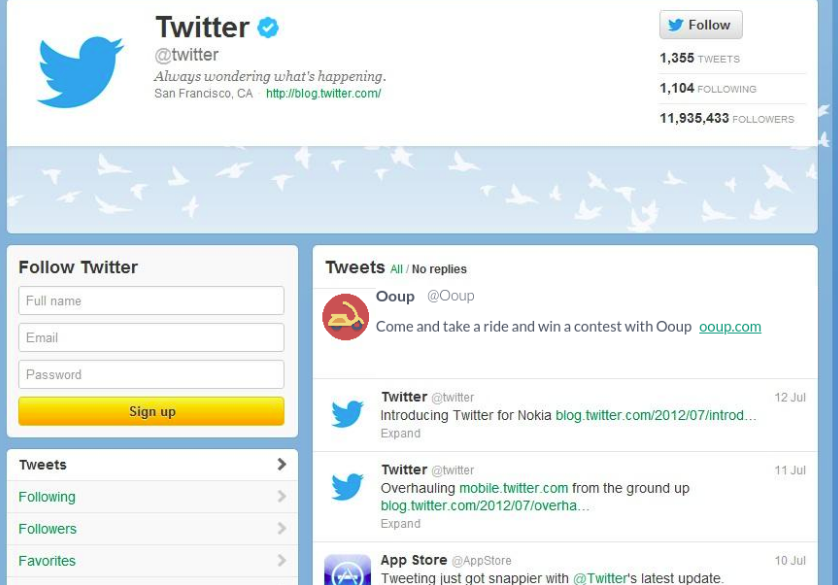 Twitter
@twitter
Always wondering what's happening.
San Francisco, CA · http://blog.twitter.com/
Follow
1,355 TWEETS
1,104 FOLLOWING
11,935,433 FOLLOWERS
Follow Twitter
Full name
Email
Password
Sign up
Tweets
Following
Followers
Favorites
Tweets All / No replies
Ooup @Ooup
Come and take a ride and win a contest with Ooup ooup.com
Twitter @twitter 12 Jul
Introducing Twitter for Nokia blog.twitter.com/2012/07/introd...
Expand
Twitter @twitter 11 Jul
Overhauling mobile.twitter.com from the ground up
blog.twitter.com/2012/07/overha...
Expand
App Store @AppStore 10 Jul
Tweeting just got snappier with @Twitter's latest update.